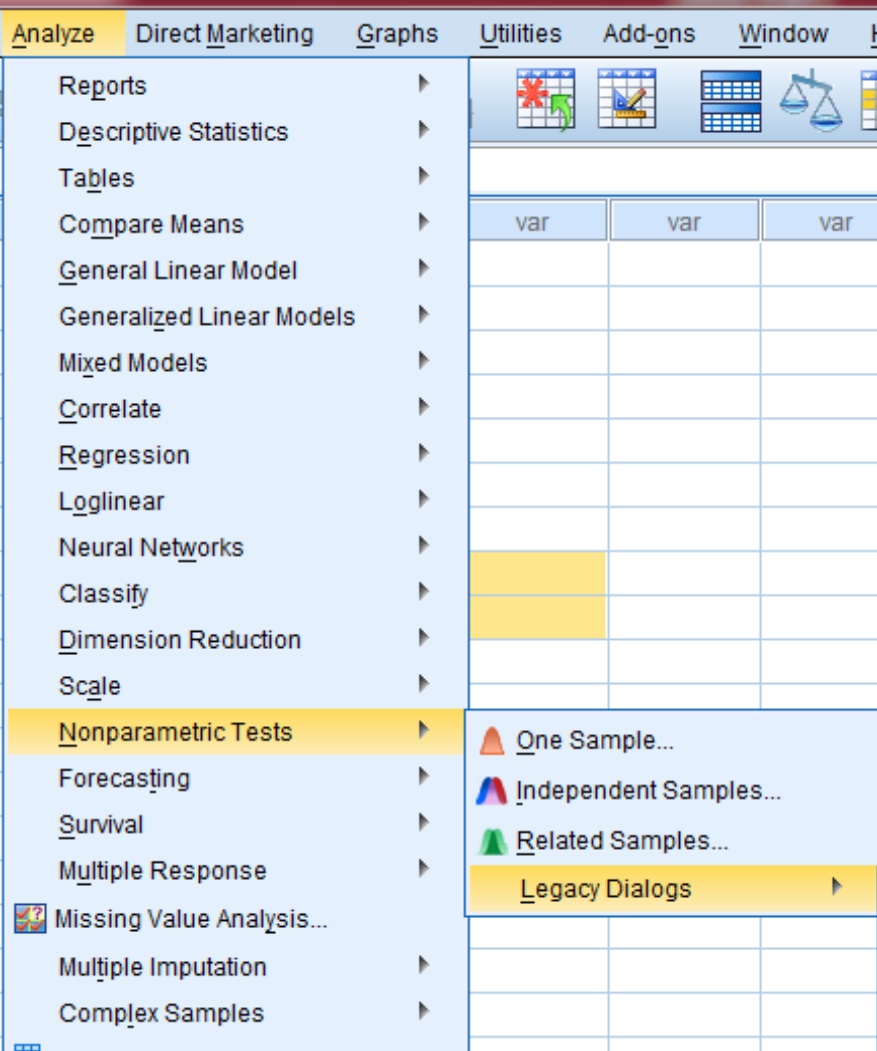 Analyze Direct Marketing Graphs Utilities Add-ons Window
Reports
Descriptive Statistics
Tables
Compare Means
var var var
General Linear Model
Generalized Linear Models
Mixed Models
Correlate
Regression
Loglinear
Neural Networks
Classify
Dimension Reduction
Scale
Nonparametric Tests
One Sample...
Forecasting
Independent Samples...
Survival
Related Samples...
Multiple Response
Legacy Dialogs
Missing Value Analysis...
Multiple Imputation
Complex Samples